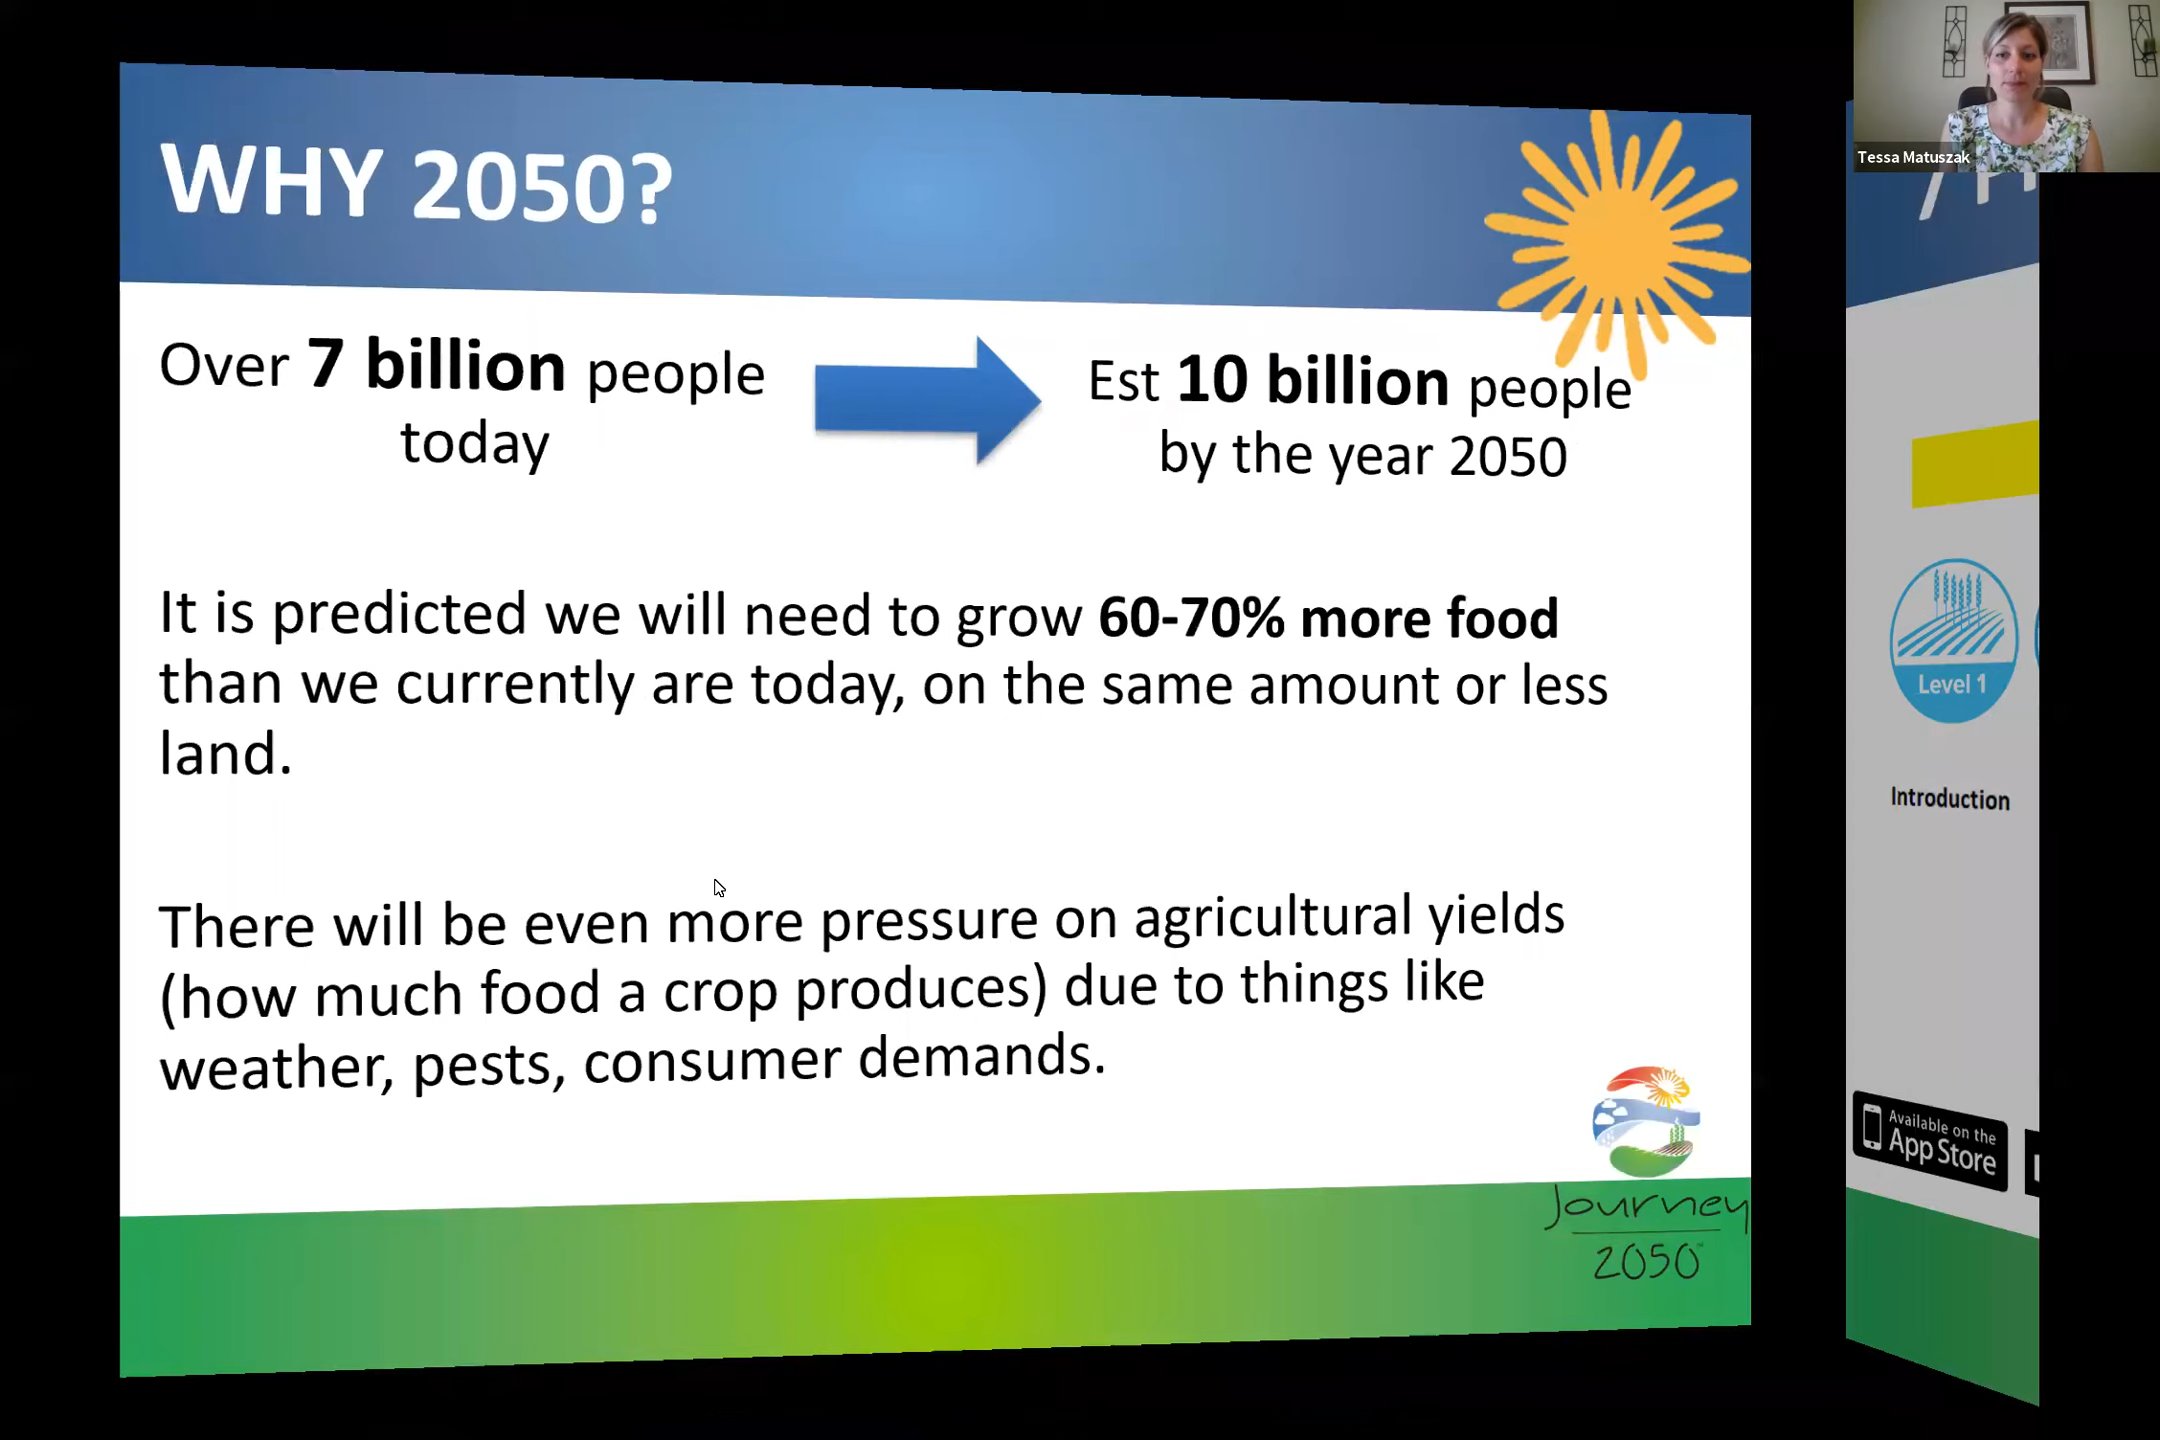 WHY 2050?
Over 7 billion people
today
Est 10 billion people
by the year 2050
It is predicted we will need to grow 60-70% more food
than we currently are today, on the same amount or less
land.
There will be even more pressure on agricultural yields
(how much food a crop produces) due to things like
weather, pests, consumer demands.
Journey
2050
Tessa Matuszak
Level 1
Introduction
Available on the
App Store